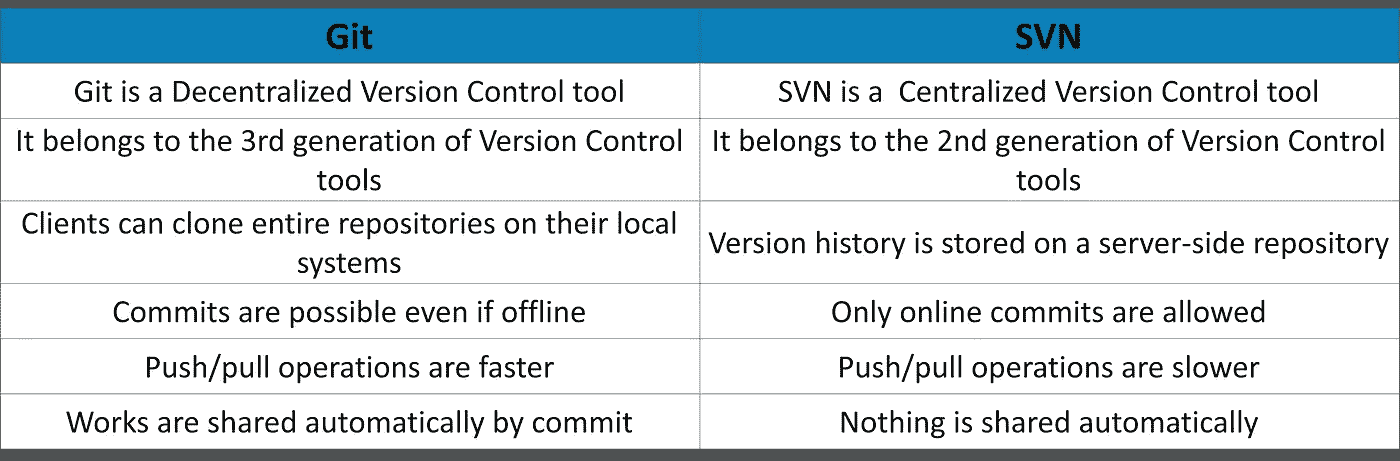 Git
SVN
Git is a Decentralized Version Control tool
SVN is a  Centralized Version Control tool
It belongs to the 3rd generation of Version Control
tools
It belongs to the 2nd generation of Version Control
tools
Clients can clone entire repositories on their local
systems
Version history is stored on a server-side repository
Commits are possible even if offline
Only online commits are allowed
Push/pull operations are faster
Push/pull operations are slower
Works are shared automatically by commit
Nothing is shared automatically